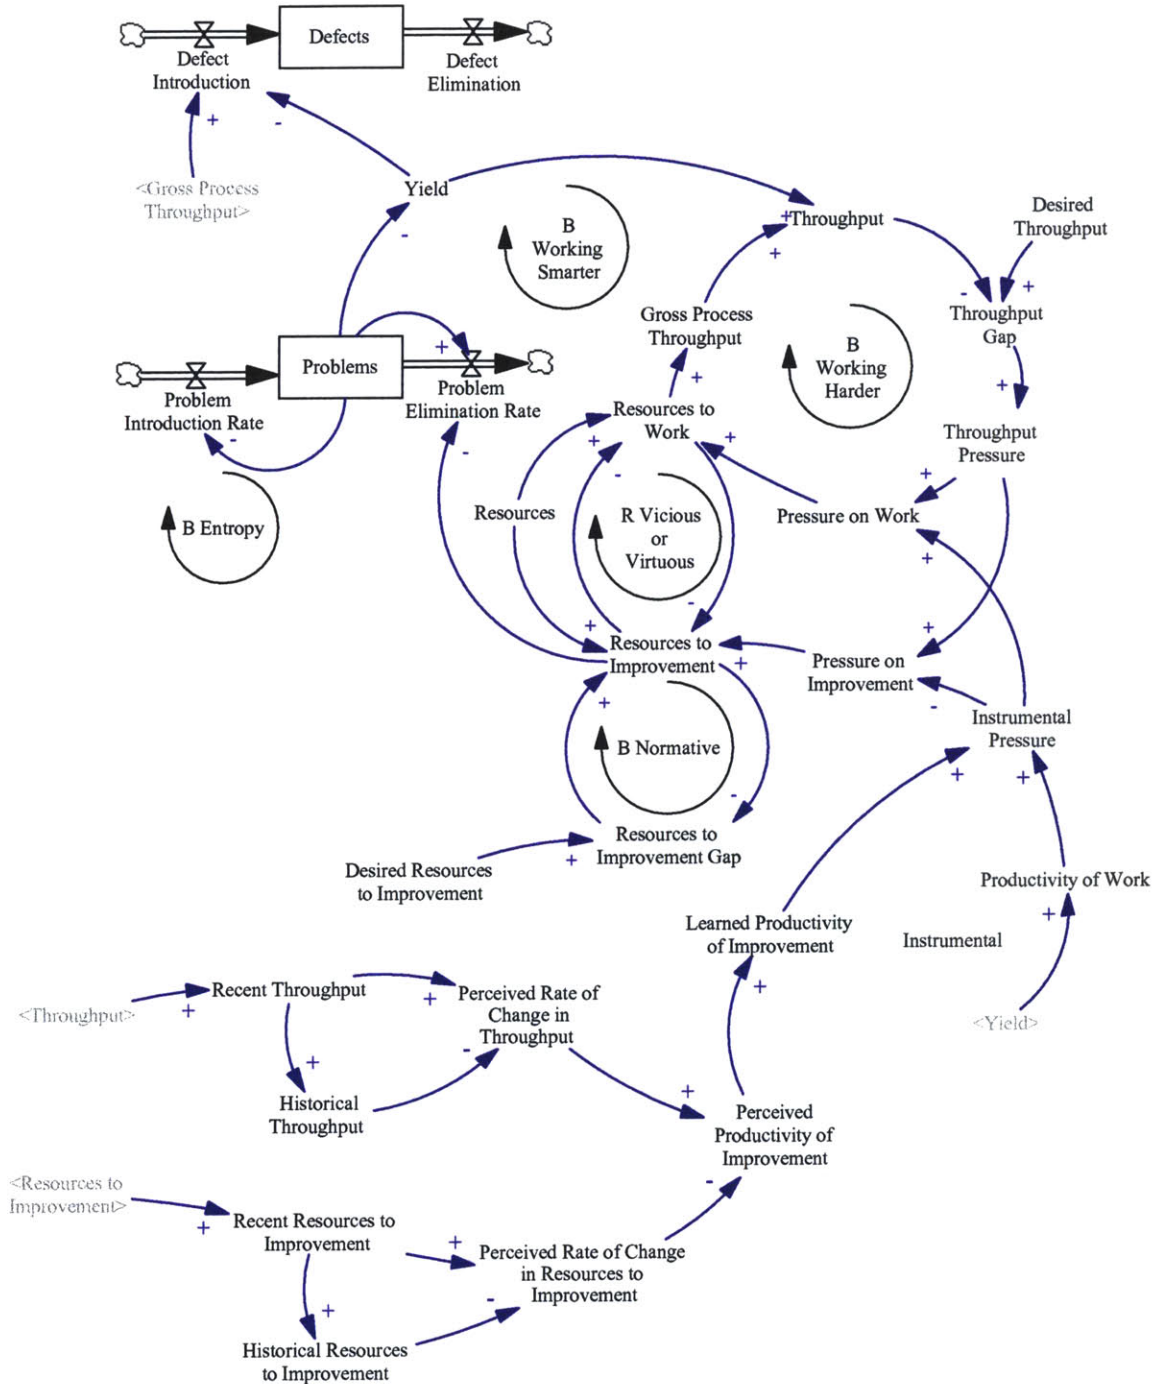 Defects
Defect
Introduction
Defect
Elimination
+
-
<Gross Process
Throughput>
Yield
-
B
Working
Smarter
+
Throughput
+
Desired
Throughput
-
+
Throughput
Gap
Gross Process
Throughput
B
Working
Harder
+
Problems
+
Problem
Introduction Rate
-
Problem
Elimination Rate
-
+
+
Resources to
Work
+
-
+
Throughput
Pressure
+
B Entropy
Resources
R Vicious
or
Virtuous
Pressure on Work
+
-
+
+
Resources to
Improvement
+
Pressure on
Improvement
-
+
B Normative
Instrumental
Pressure
+
+
-
Resources to
Improvement Gap
+
Desired Resources
to Improvement
Productivity of Work
+
Learned Productivity
of Improvement
Instrumental
+
<Throughput>
+
Recent Throughput
+
Perceived Rate of
Change in
Throughput
-
<Yield>
+
Historical
Throughput
+
Perceived
Productivity of
Improvement
-
<Resources to
Improvement>
+
Recent Resources to
Improvement
+
Perceived Rate of Change
in Resources to
Improvement
-
+
Historical Resources
to Improvement